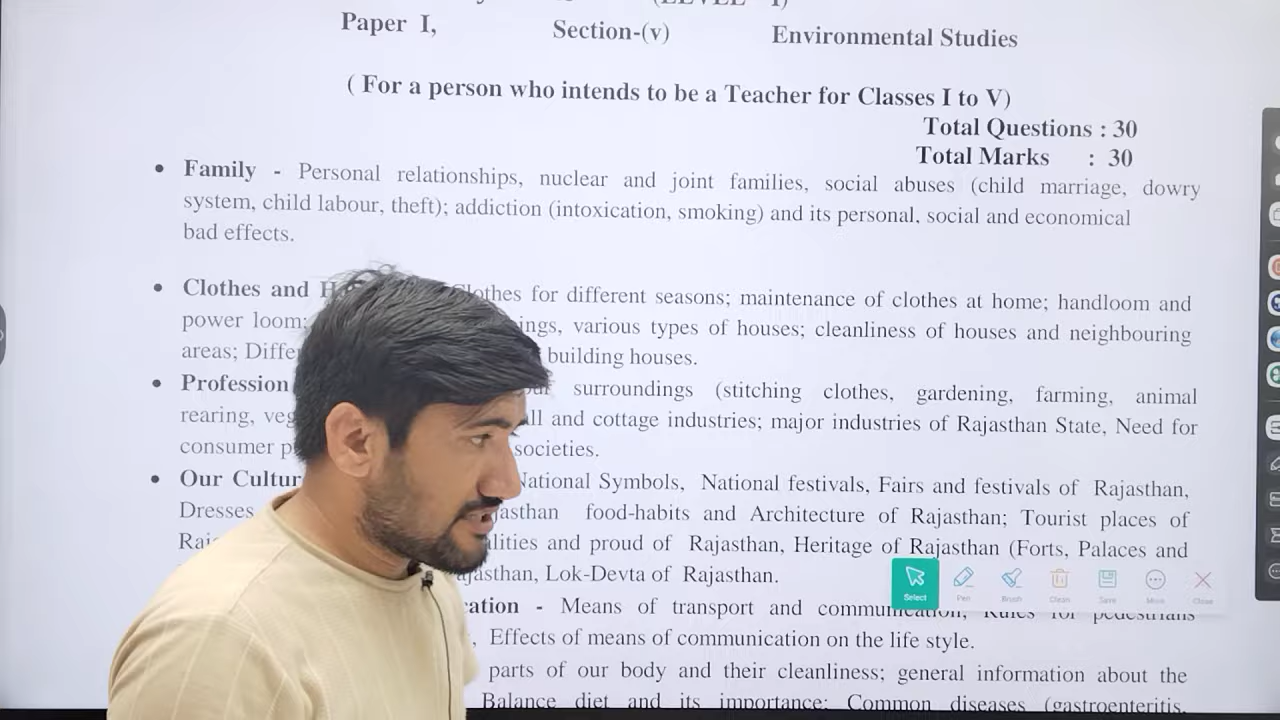 Paper I, Section-(v) Environmental Studies
( For a person who intends to be a Teacher for Classes I to V)
Total Questions : 30
Total Marks : 30
• Family - Personal relationships, nuclear and joint families, social abuses (child marriage, dowry
system, child labour, theft); addiction (intoxication, smoking) and its personal, social and economical
bad effects.
• Clothes and for different seasons; maintenance of clothes at home; handloom and
power loom; various types of houses; cleanliness of houses and neighbouring
areas; building houses.
• Profession surroundings (stitching clothes, gardening, farming, animal
rearing, and cottage industries; major industries of Rajasthan State, Need for
consumer societies.
• Our National Symbols, National festivals, Fairs and festivals of Rajasthan,
Dresses food-habits and Architecture of Rajasthan; Tourist places of
and proud of Rajasthan, Heritage of Rajasthan (Forts, Palaces and
Lok-Devta of Rajasthan.
- Means of transport and communication, Rules for pedestrians
, Effects of means of communication on the life style.
parts of our body and their cleanliness; general information about the
Balance diet and its importance; Common diseases (gastroenteritis,
Select Pen Brush Clean Save More Close